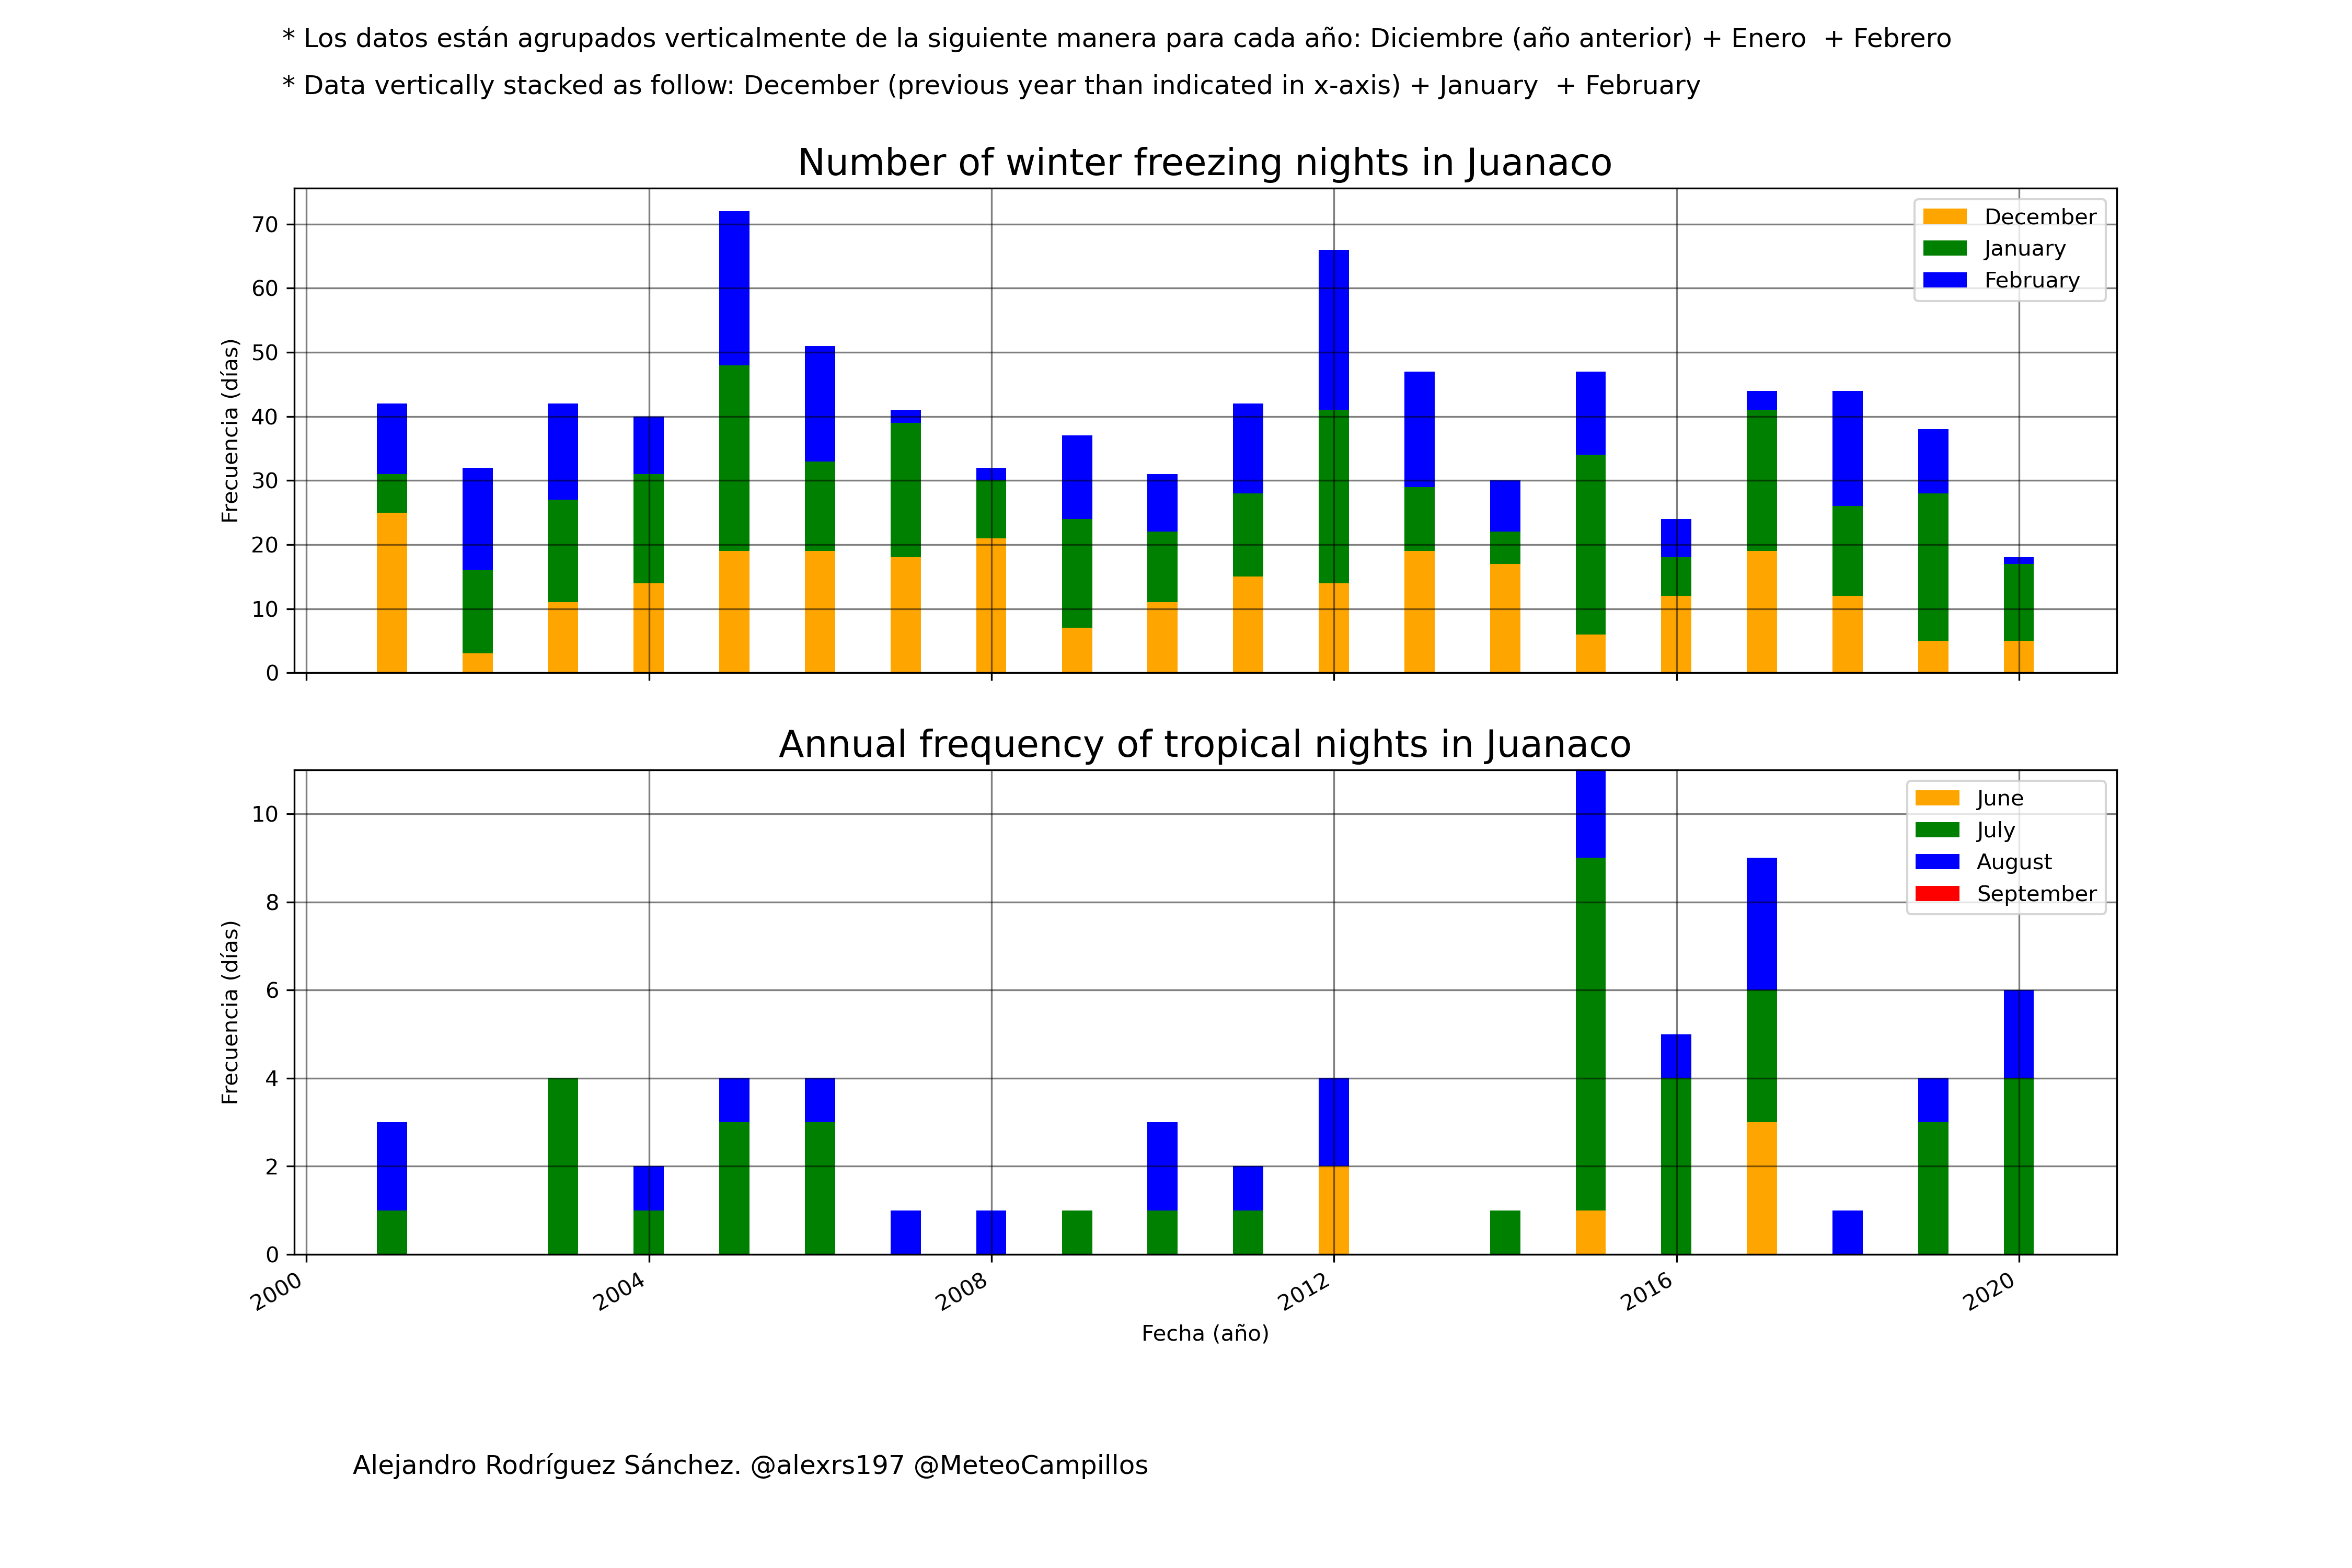 * Los datos están agrupados verticalmente de la siguiente manera para cada año: Diciembre (año anterior) + Enero  + Febrero
* Data vertically stacked as follow: December (previous year than indicated in x-axis) + January  + February
Number of winter freezing nights in Juanaco
70
60
50
40
30
20
10
0
Frecuencia (días)
December
January
February
Annual frequency of tropical nights in Juanaco
10
8
6
4
2
0
Frecuencia (días)
June
July
August
September
2000
2004
2008
2012
2016
2020
Fecha (año)
Alejandro Rodríguez Sánchez. @alexrs197 @MeteoCampillos